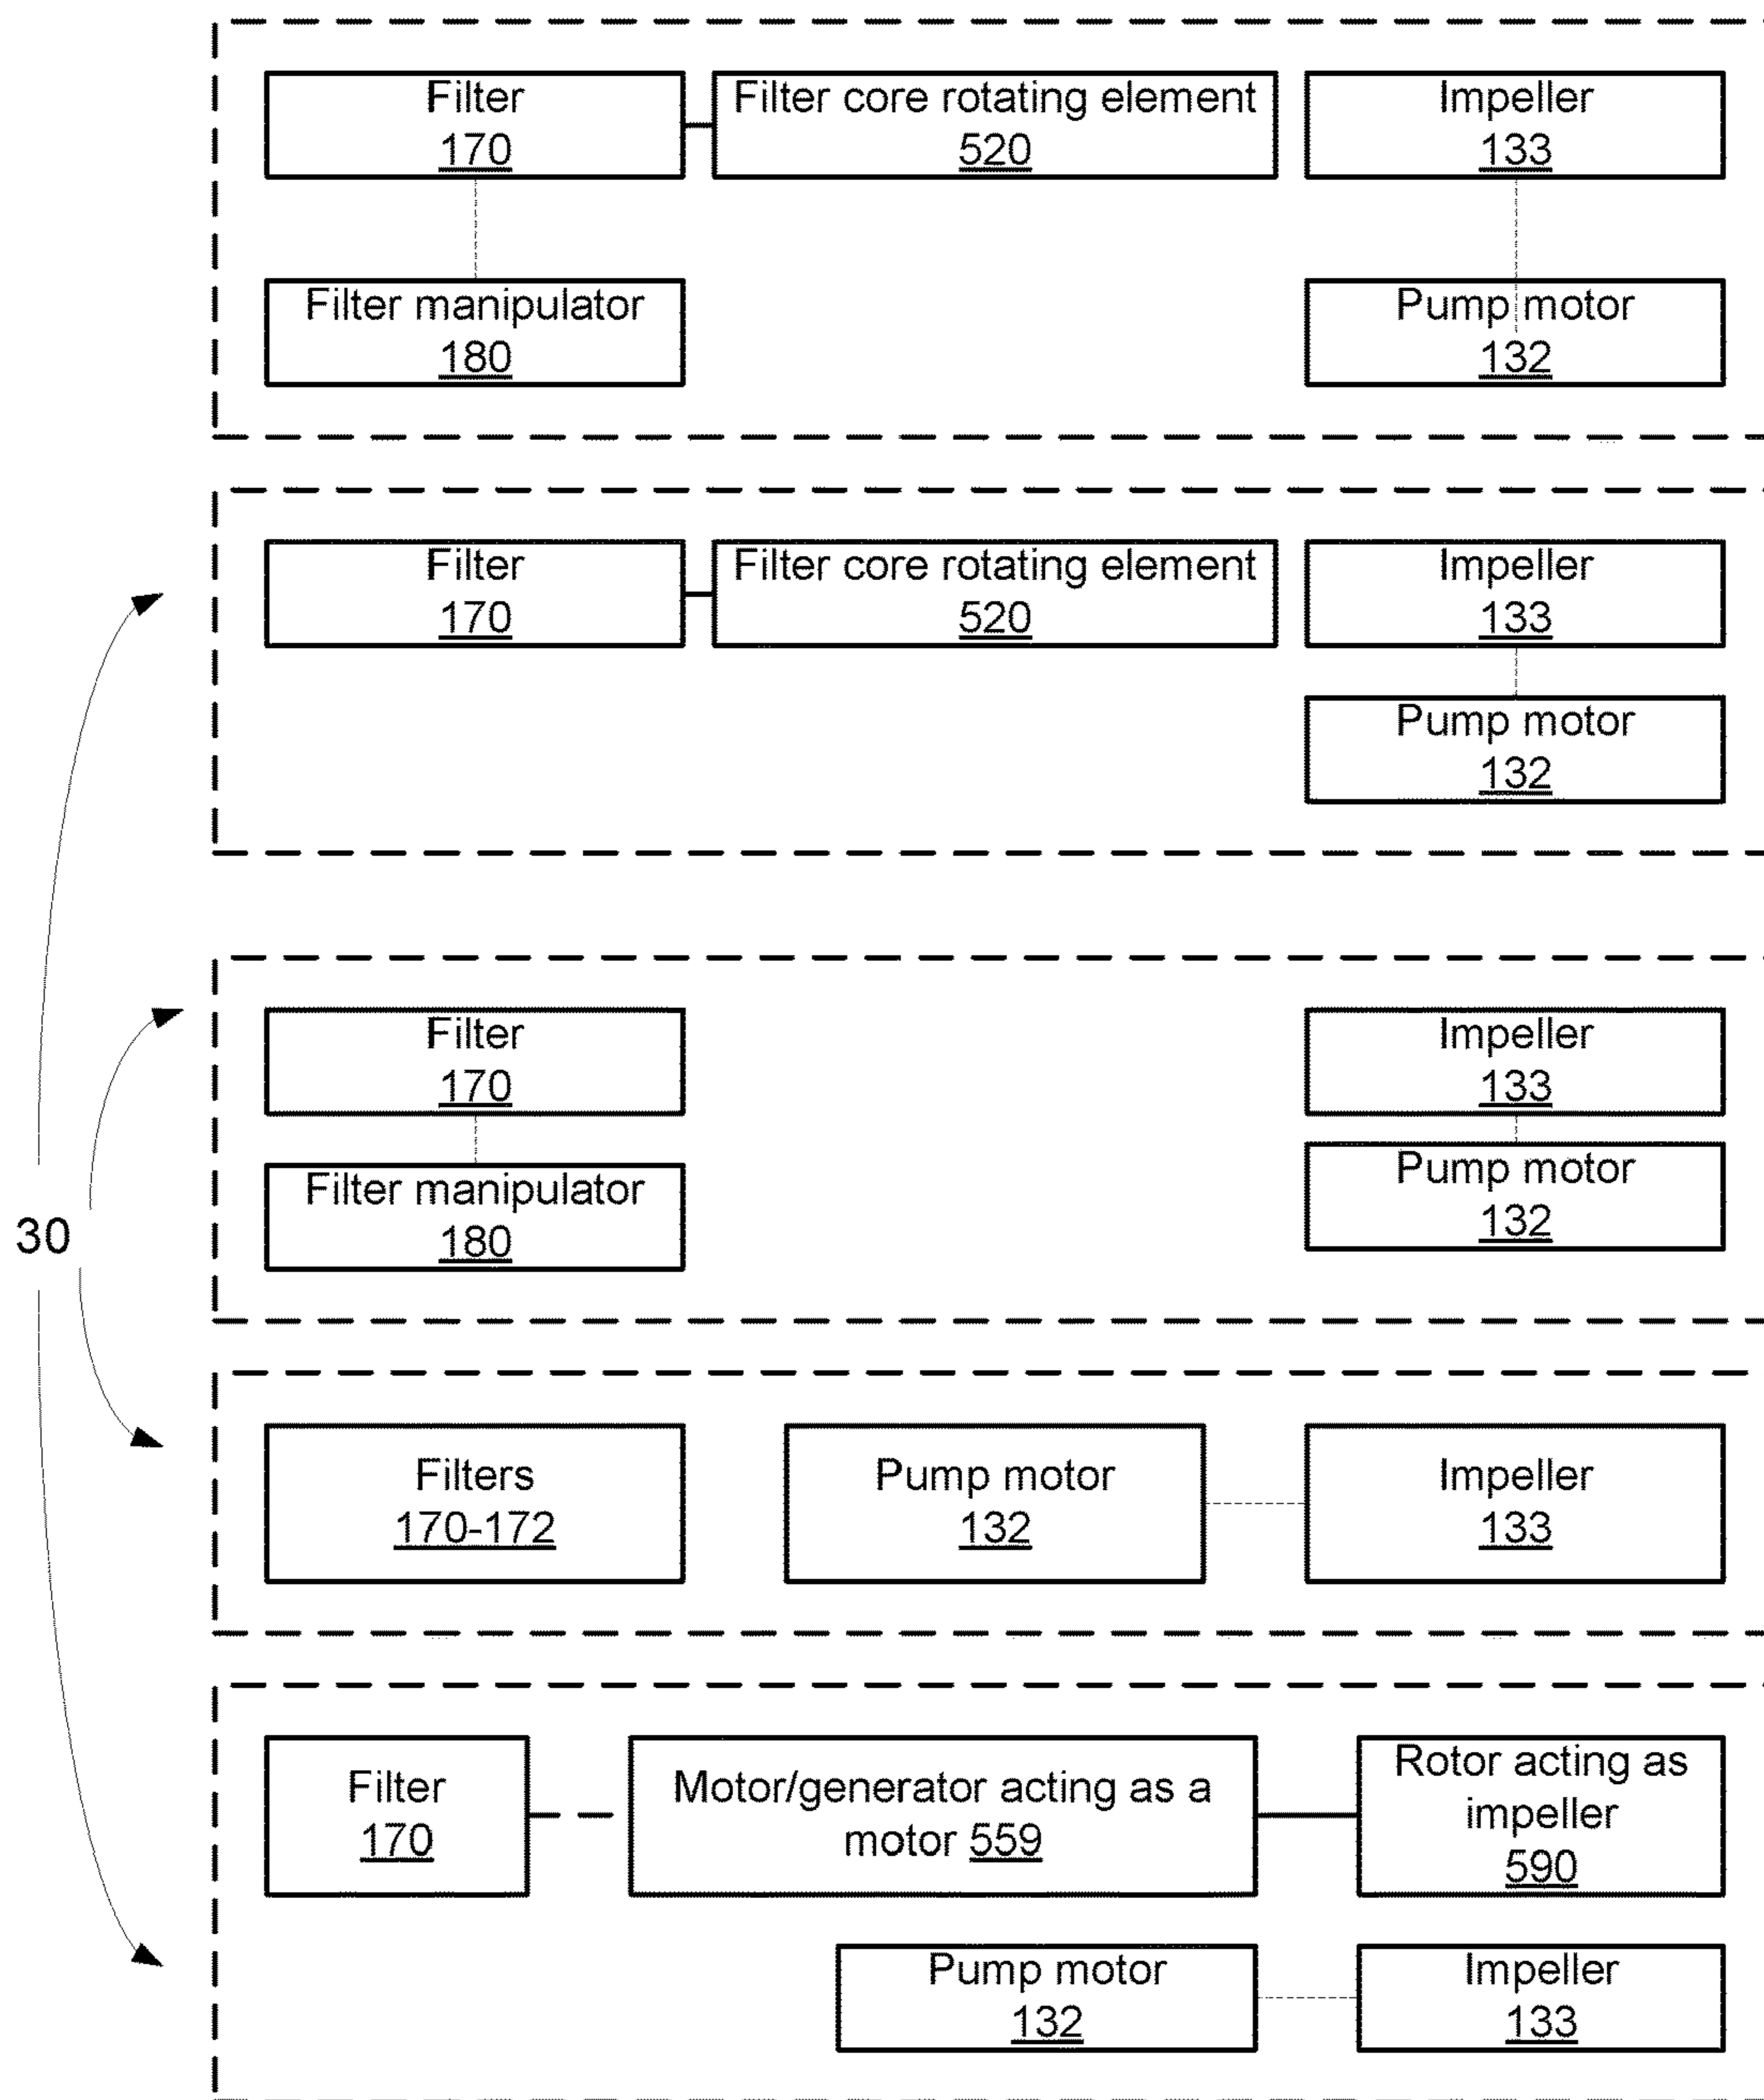 Filter
170
Filter core rotating element
520
Impeller
133
Filter manipulator
180
Pump motor
132
Filter
170
Filter core rotating element
520
Impeller
133
Pump motor
132
Filter
170
Impeller
133
Filter manipulator
180
Pump motor
132
30
Filters
170-172
Pump motor
132
Impeller
133
Filter
170
Motor/generator acting as a
motor 559
Rotor acting as
impeller
590
Pump motor
132
Impeller
133